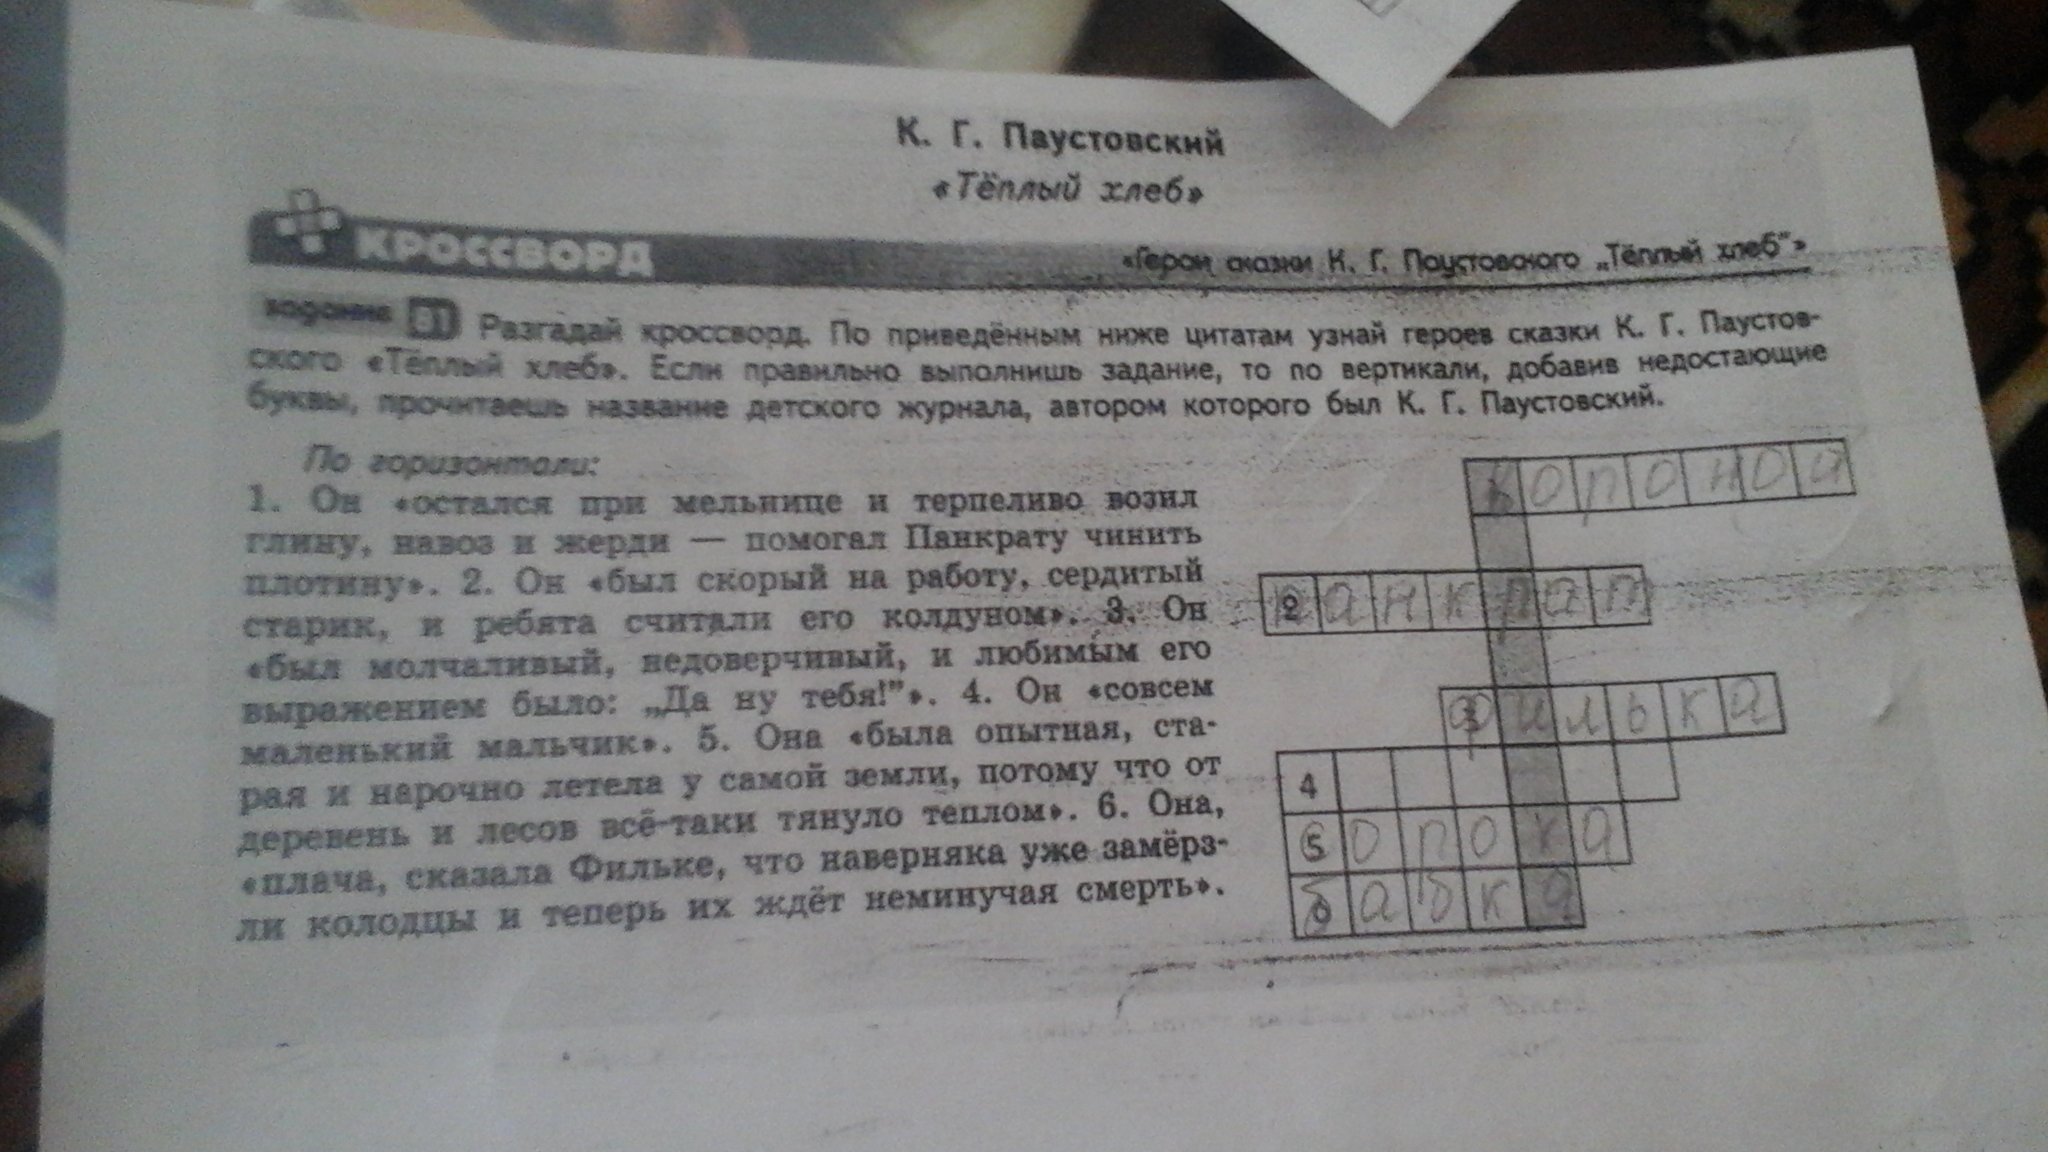 К. Г. Паустовский
«Тёплый хлеб»
КРОССВОРД
«Герои сказки К. Г. Паустовского „Тёплый хлеб"»
задание 81 Разгадай кроссворд. По приведённым ниже цитатам узнай героев сказки К. Г. Паустов-
ского «Тёплый хлеб». Если правильно выполнишь задание, то по вертикали, добавив недостающие
буквы, прочитаешь название детского журнала, автором которого был К. Г. Паустовский.
По горизонтали:
1. Он «остался при мельнице и терпеливо возил
глину, навоз и жерди — помогал Панкрату чинить
плотину». 2. Он «был скорый на работу, сердитый
старик, и ребята считали его колдуном». 3. Он
«был молчаливый, недоверчивый, и любимым его
выражением было: „Да ну тебя!"». 4. Он «совсем
маленький мальчик». 5. Она «была опытная, ста-
рая и нарочно летела у самой земли, потому что от
деревень и лесов всё-таки тянуло теплом». 6. Она,
«плача, сказала Фильке, что наверняка уже замёрз-
ли колодцы и теперь их ждёт неминучая смерть».
2 анкрат
3 филька
4
5 орока
6 бабка